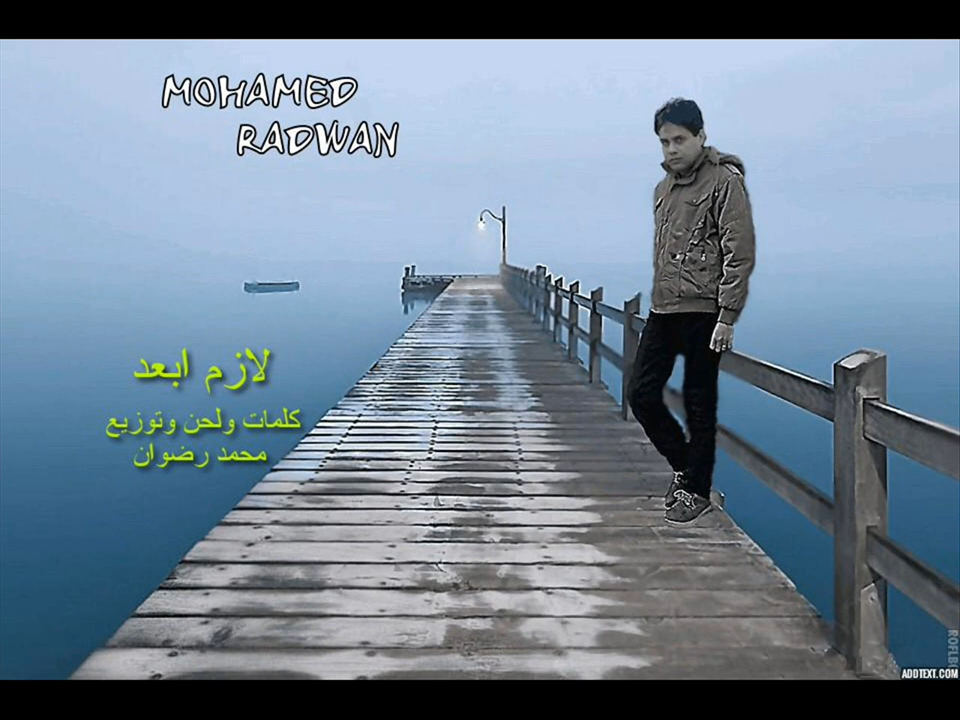 MOHAMED
RADWAN
لازم ابعد
كلمات ولحن وتوزيع
محمد رضوان
ADDTEXT.COM